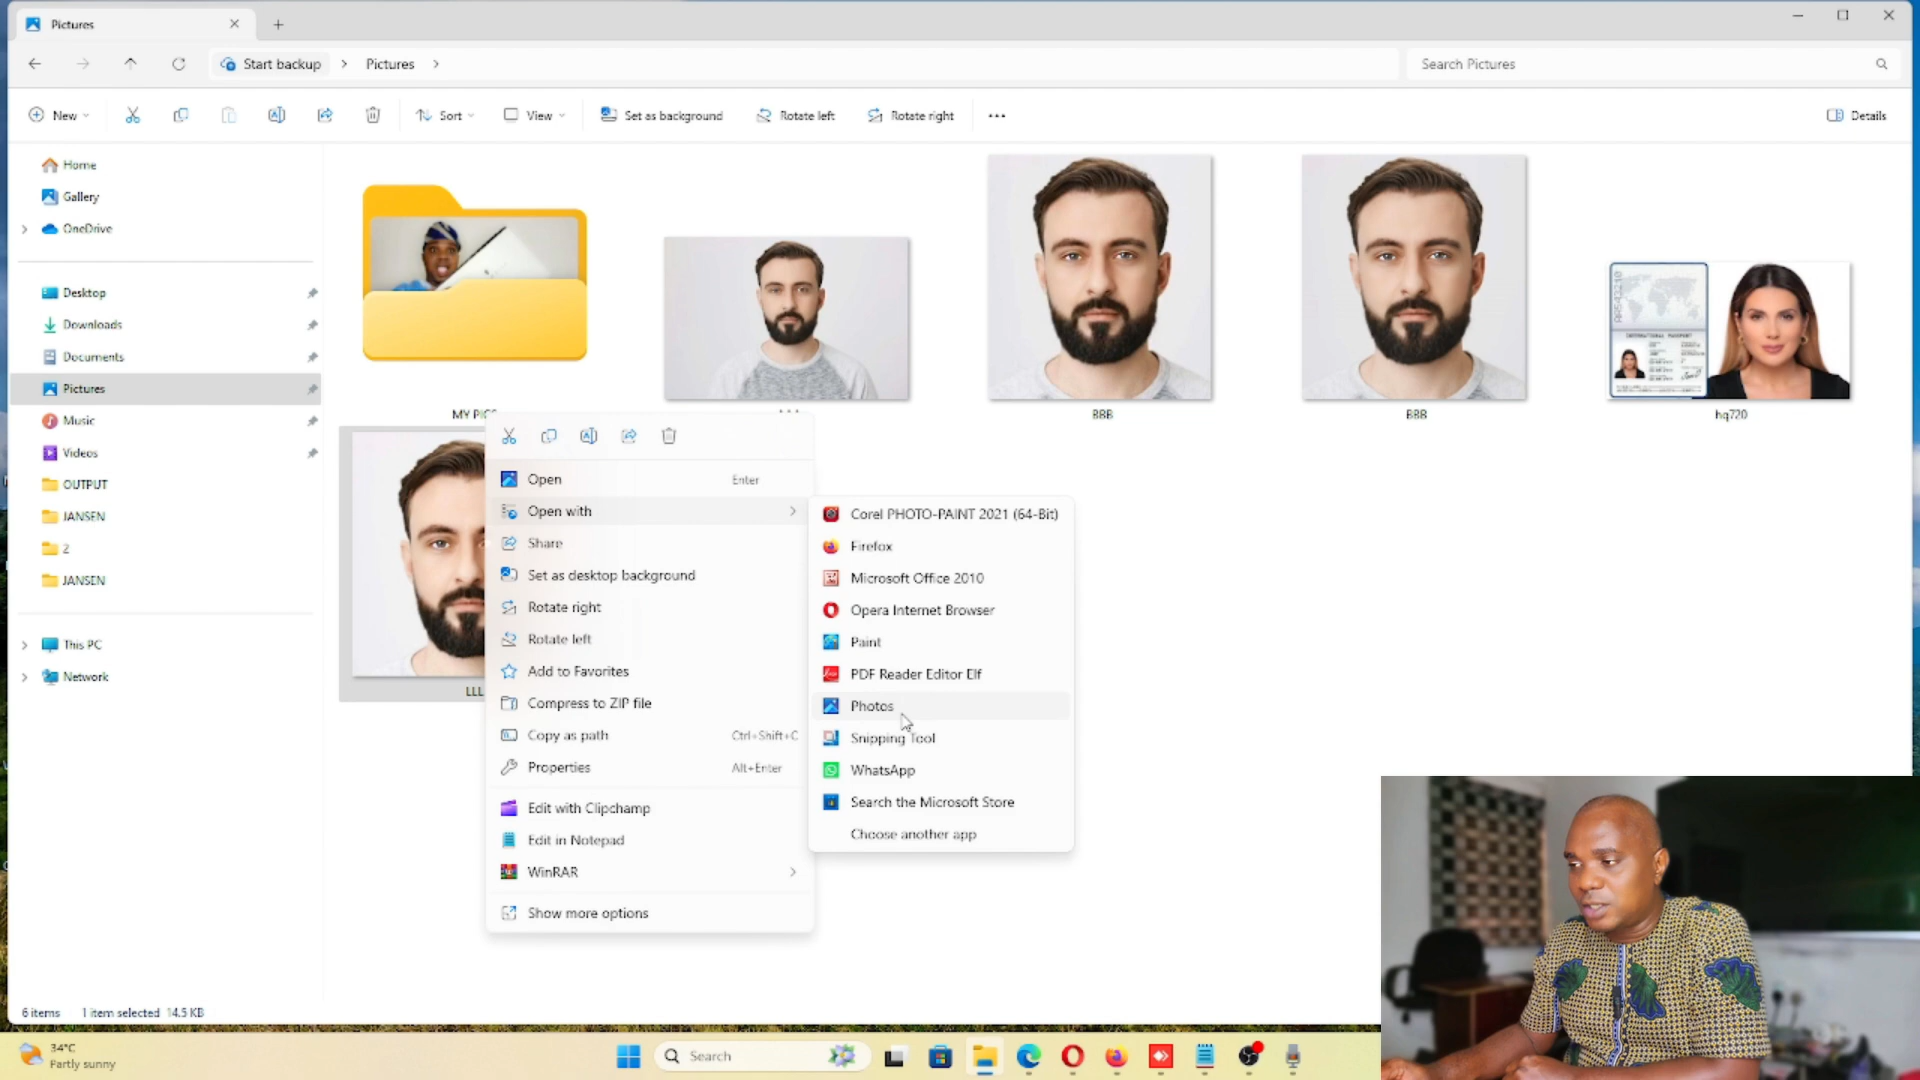 Pictures
Start backup
Pictures
Search Pictures
New
Sort
View
Set as background
Rotate left
Rotate right
Details
Home
Gallery
OneDrive
Desktop
Downloads
Documents
Pictures
Music
Videos
OUTPUT
JANSEN
2
JANSEN
This PC
Network
MY PICS
BBB
BBB
hq720
INTERNATIONAL PASSPORT
LLL
Open Enter
Open with
Share
Set as desktop background
Rotate right
Rotate left
Add to Favorites
Compress to ZIP file
Copy as path Ctrl+Shift+C
Properties Alt+Enter
Edit with Clipchamp
Edit in Notepad
WinRAR
Show more options
Corel PHOTO-PAINT 2021 (64-Bit)
Firefox
Microsoft Office 2010
Opera Internet Browser
Paint
PDF Reader Editor Elf
Photos
Snipping Tool
WhatsApp
Search the Microsoft Store
Choose another app
6 items 1 item selected 14.5 KB
34°C
Partly sunny
Search